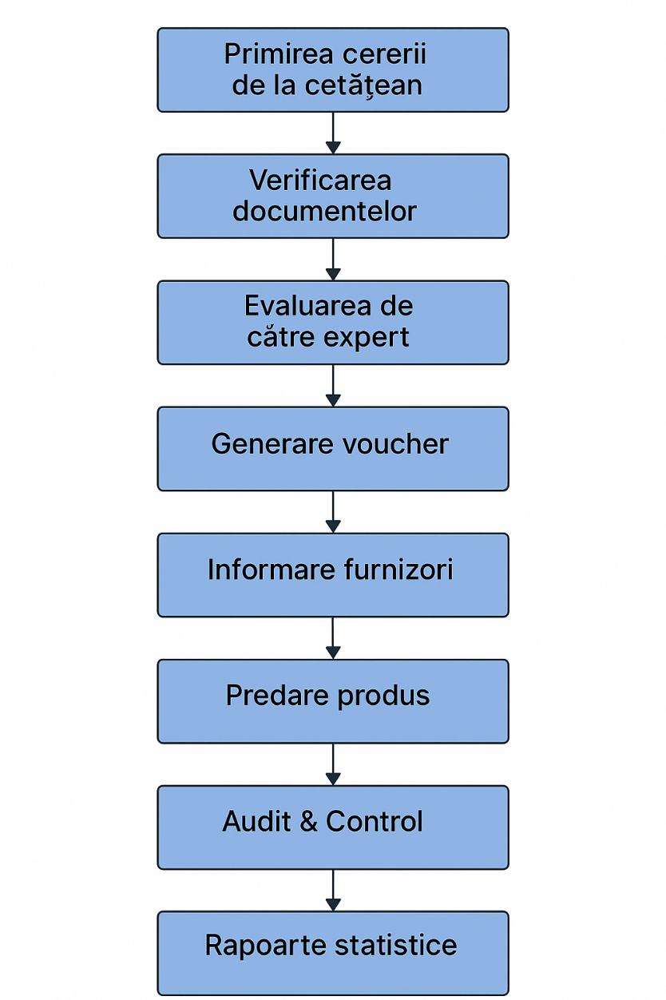 Primirea cererii
de la cetățean
Verificarea
documentelor
Evaluarea de
către expert
Generare voucher
Informare furnizori
Predare produs
Audit & Control
Rapoarte statistice